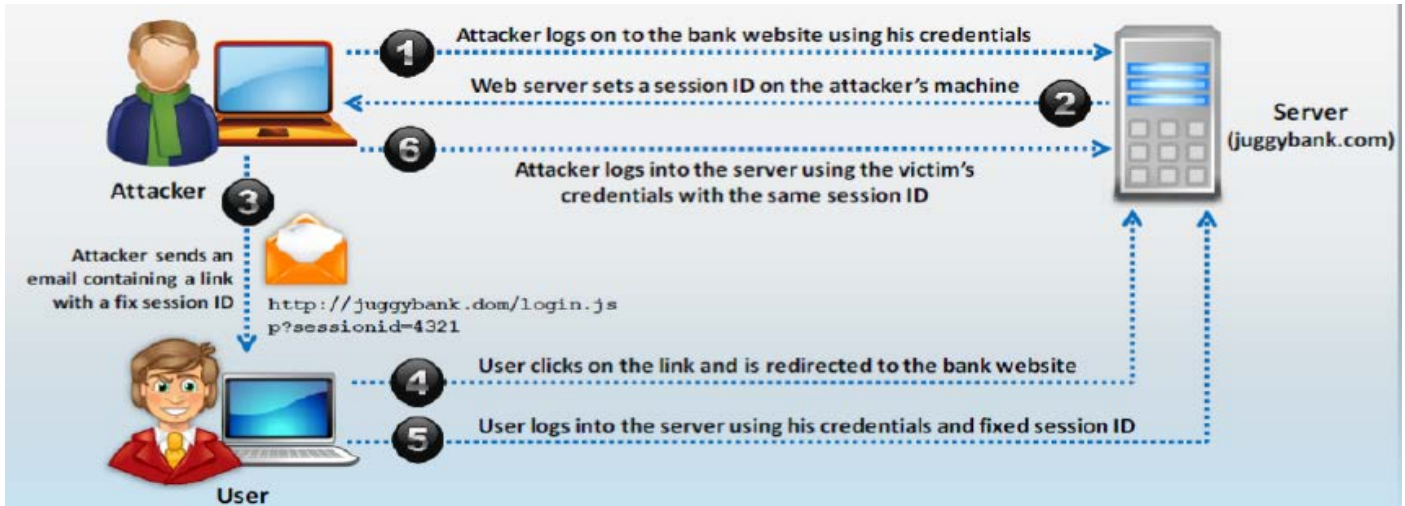 1
Attacker logs on to the bank website using his credentials
Web server sets a session ID on the attacker's machine
2
6
Attacker logs into the server using the victim's
credentials with the same session ID
Server
(juggybank.com)
Attacker
3
Attacker sends an
email containing a link
with a fix session ID
http://juggybank.dom/login.js
p?sessionid=4321
4
User clicks on the link and is redirected to the bank website
5
User logs into the server using his credentials and fixed session ID
User